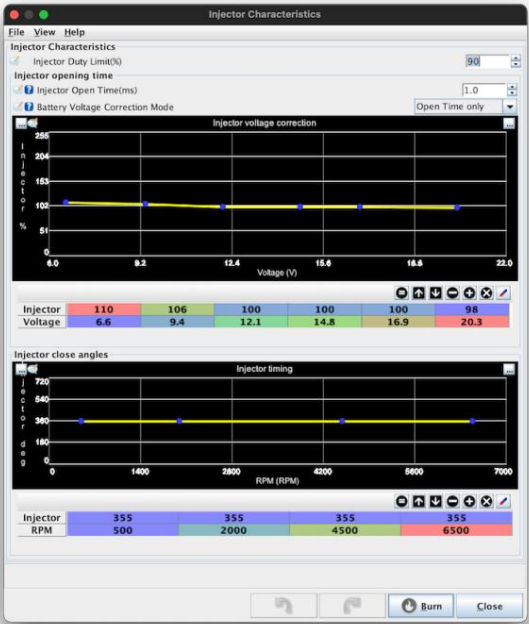 Injector Characteristics
File View Help
Injector Characteristics
Injector Duty Limit(%) 90
Injector opening time
Injector Open Time(ms) 1.0
Battery Voltage Correction Mode Open Time only
Injector voltage correction
Injector %
255
204
153
102
51
0
6.0 9.2 12.4 15.6 18.8 22.0
Voltage (V)
Injector 110 106 100 100 100 98
Voltage 6.6 9.4 12.1 14.8 16.9 20.3
Injector close angles
Injector timing
Injector deg
720
540
360
180
0
0 1400 2800 4200 5600 7000
RPM (RPM)
Injector 355 355 355 355
RPM 500 2000 4500 6500
Burn Close